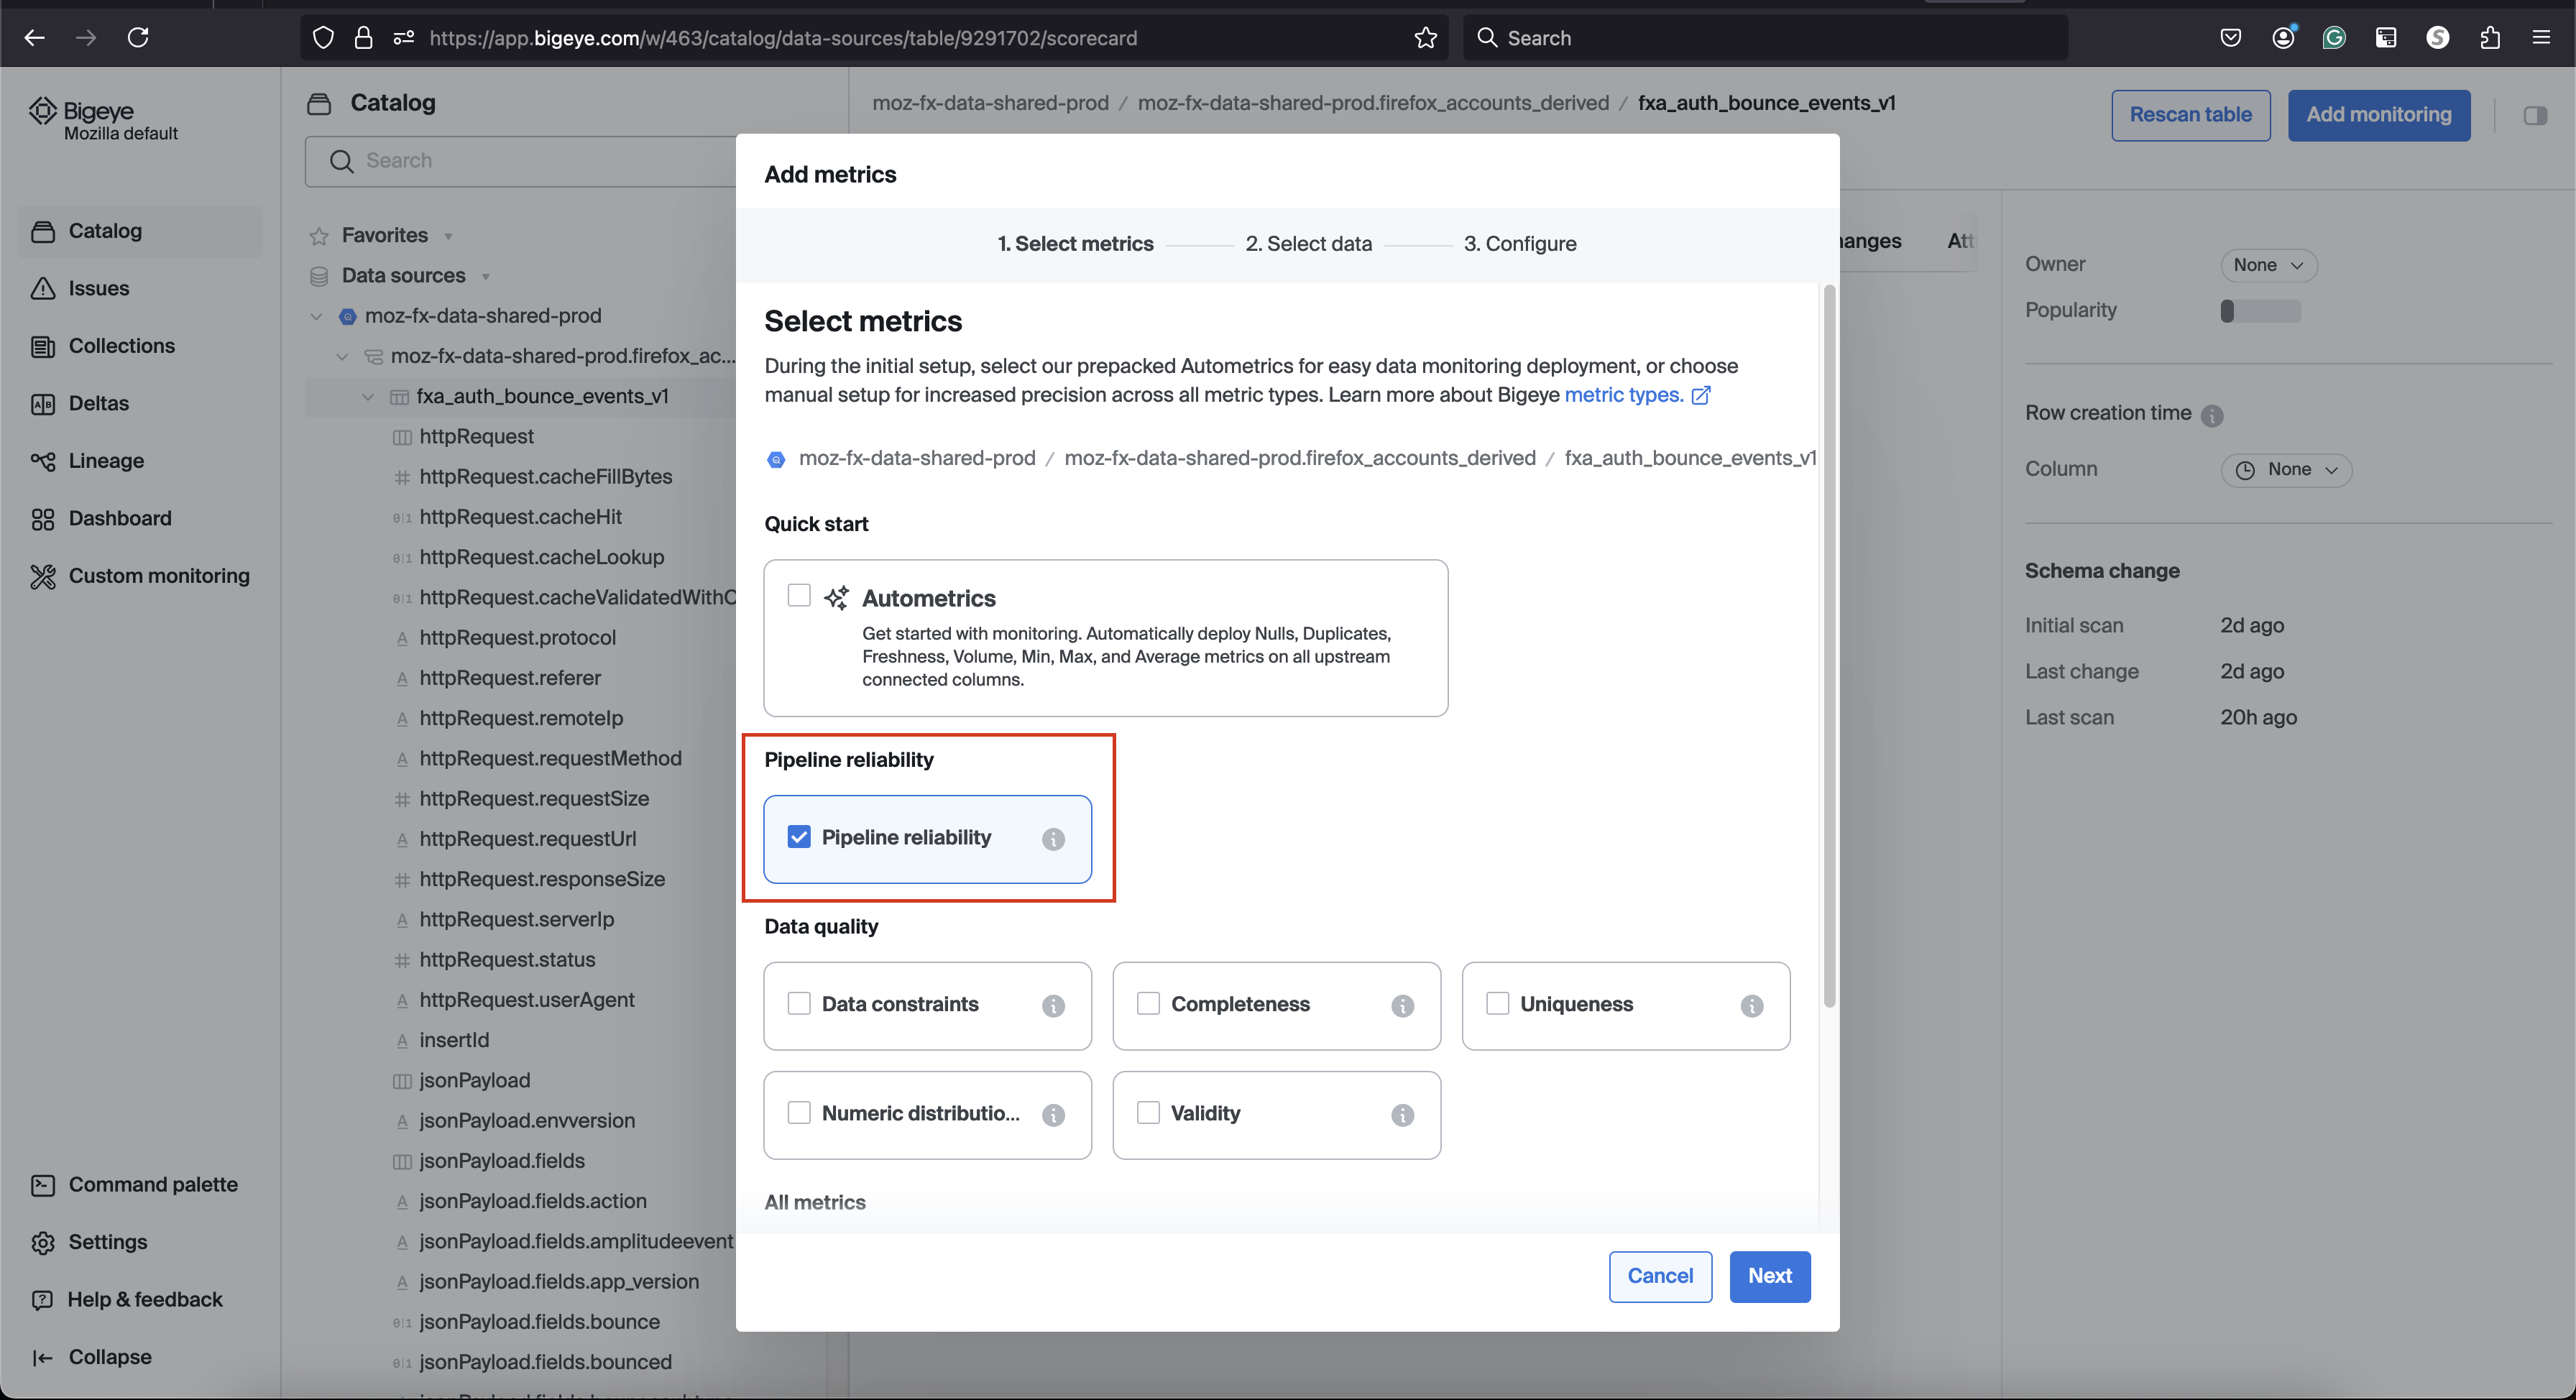 https://app.bigeye.com/w/463/catalog/data-sources/table/9291702/scorecard
Search
Bigeye
Mozilla default
Catalog
Issues
Collections
Deltas
Lineage
Dashboard
Custom monitoring
Command palette
Settings
Help & feedback
Collapse
Catalog
Search
Favorites
Data sources
moz-fx-data-shared-prod
moz-fx-data-shared-prod.firefox_ac...
fxa_auth_bounce_events_v1
httpRequest
httpRequest.cacheFillBytes
httpRequest.cacheHit
httpRequest.cacheLookup
httpRequest.cacheValidatedWithO
httpRequest.protocol
httpRequest.referer
httpRequest.remoteIp
httpRequest.requestMethod
httpRequest.requestSize
httpRequest.requestUrl
httpRequest.responseSize
httpRequest.serverIp
httpRequest.status
httpRequest.userAgent
insertId
jsonPayload
jsonPayload.envversion
jsonPayload.fields
jsonPayload.fields.action
jsonPayload.fields.amplitudeevent
jsonPayload.fields.app_version
jsonPayload.fields.bounce
jsonPayload.fields.bounced
moz-fx-data-shared-prod / moz-fx-data-shared-prod.firefox_accounts_derived / fxa_auth_bounce_events_v1
Rescan table
Add monitoring
hanges
Att
Add metrics
1. Select metrics
2. Select data
3. Configure
Select metrics
During the initial setup, select our prepacked Autometrics for easy data monitoring deployment, or choose
manual setup for increased precision across all metric types. Learn more about Bigeye metric types.
moz-fx-data-shared-prod / moz-fx-data-shared-prod.firefox_accounts_derived / fxa_auth_bounce_events_v1
Quick start
Autometrics
Get started with monitoring. Automatically deploy Nulls, Duplicates,
Freshness, Volume, Min, Max, and Average metrics on all upstream
connected columns.
Pipeline reliability
Pipeline reliability
Data quality
Data constraints
Completeness
Uniqueness
Numeric distributio...
Validity
All metrics
Cancel
Next
Owner
None
Popularity
Row creation time
Column
None
Schema change
Initial scan
2d ago
Last change
2d ago
Last scan
20h ago